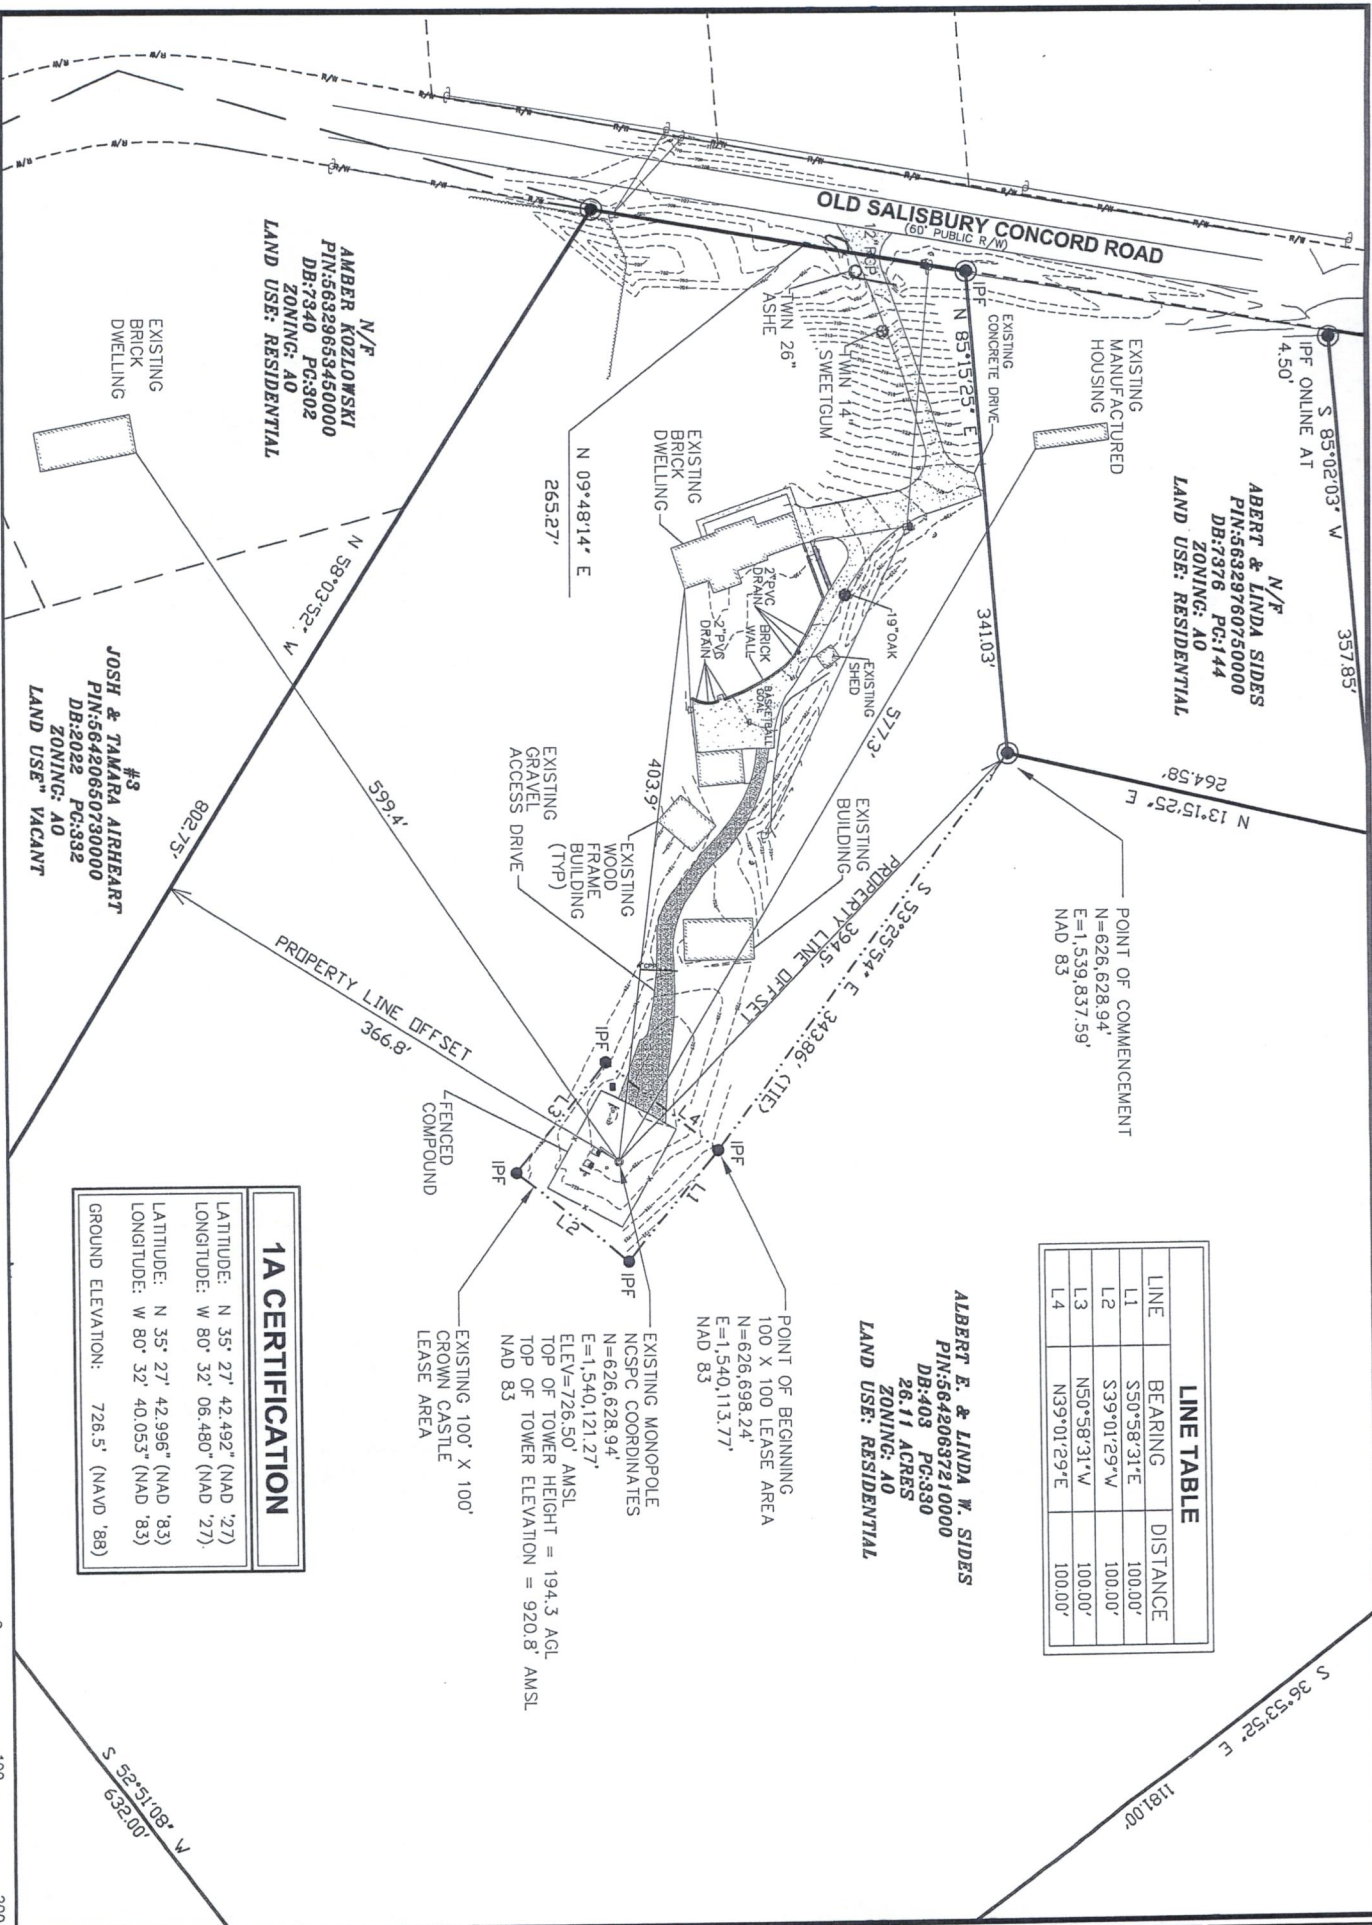 OLD SALISBURY CONCORD ROAD
(60' PUBLIC R/W)
IPF ONLINE AT
4.50'
S 85°02'03" W
357.85'
N/F
ABERT & LINDA SIDES
PIN:56329760750000
DB:7376 PG:144
ZONING: AO
LAND USE: RESIDENTIAL
EXISTING
MANUFACTURED
HOUSING
EXISTING
CONCRETE DRIVE
IPF
N 85°15'25" E
341.03'
264.58'
N 13°15'25" E
12" RCP
TWIN 26"
ASHE
TWIN 14"
SWEETGUM
N 09°48'14" E
265.27'
EXISTING
BRICK
DWELLING
2"PVC
DRAIN
BRICK
WALL
2"PVC
DRAIN
19"OAK
EXISTING
SHED
BASKETBALL
GOAL
577.3'
403.9'
EXISTING
BUILDING
EXISTING
WOOD
FRAME
BUILDING
(TYP)
EXISTING
GRAVEL
ACCESS DRIVE
PROPERTY LINE OFFSET
394.5'
S 53°25'54" E 343.86' (TIE)
POINT OF COMMENCEMENT
N=626,628.94'
E=1,539,837.59'
NAD 83
N/F
AMBER KOZLOWSKI
PIN:56329653450000
DB:7340 PG:302
ZONING: AO
LAND USE: RESIDENTIAL
EXISTING
BRICK
DWELLING
N 58°03'52" W
802.75'
599.4'
#3
JOSH & TAMARA AIRHEART
PIN:56420650730000
DB:2022 PG:332
ZONING: AO
LAND USE" VACANT
PROPERTY LINE OFFSET
366.8'
FENCED
COMPOUND
IPF
IPF
IPF
IPF
L1
L2
L3
L4
LINE TABLE
LINE BEARING DISTANCE
L1 S50°58'31"E 100.00'
L2 S39°01'29"W 100.00'
L3 N50°58'31"W 100.00'
L4 N39°01'29"E 100.00'
ALBERT E. & LINDA W. SIDES
PIN:56420637210000
DB:403 PG:330
26.11 ACRES
ZONING: AO
LAND USE: RESIDENTIAL
POINT OF BEGINNING
100 X 100 LEASE AREA
N=626,698.24'
E=1,540,113.77'
NAD 83
EXISTING MONOPOLE
NCSPC COORDINATES
N=626,628.94'
E=1,540,121.27'
ELEV=726.50' AMSL
TOP OF TOWER HEIGHT = 194.3 AGL
TOP OF TOWER ELEVATION = 920.8' AMSL
NAD 83
EXISTING 100' X 100'
CROWN CASTLE
LEASE AREA
1A CERTIFICATION
LATITIUDE: N 35° 27' 42.492" (NAD '27)
LONGITUDE: W 80° 32' 06.480" (NAD '27).
LATITIUDE: N 35° 27' 42.996" (NAD '83)
LONGITUDE: W 80° 32' 40.053" (NAD '83)
GROUND ELEVATION: 726.5' (NAVD '88)
S 36°53'52" E
1181.00'
S 52°51'08" W
632.00'